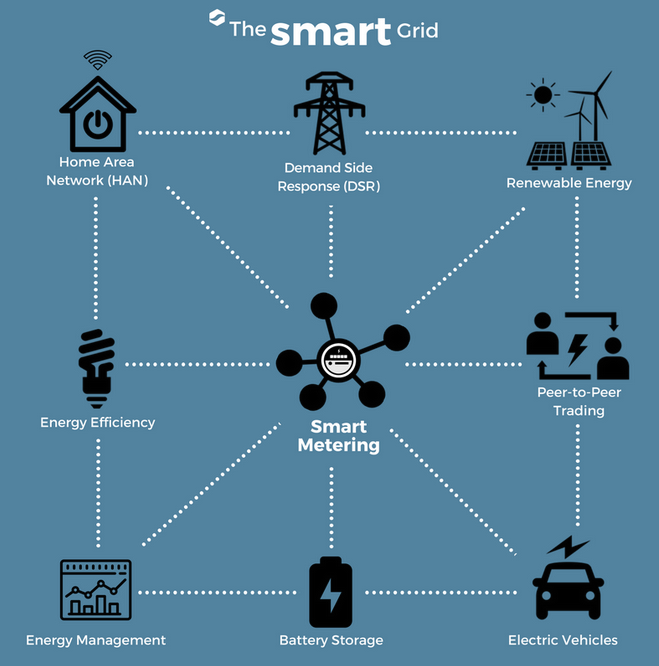 The smart Grid
Home Area
Network (HAN)
Demand Side
Response (DSR)
Renewable Energy
Energy Efficiency
Smart
Metering
Peer-to-Peer
Trading
Energy Management
Battery Storage
Electric Vehicles